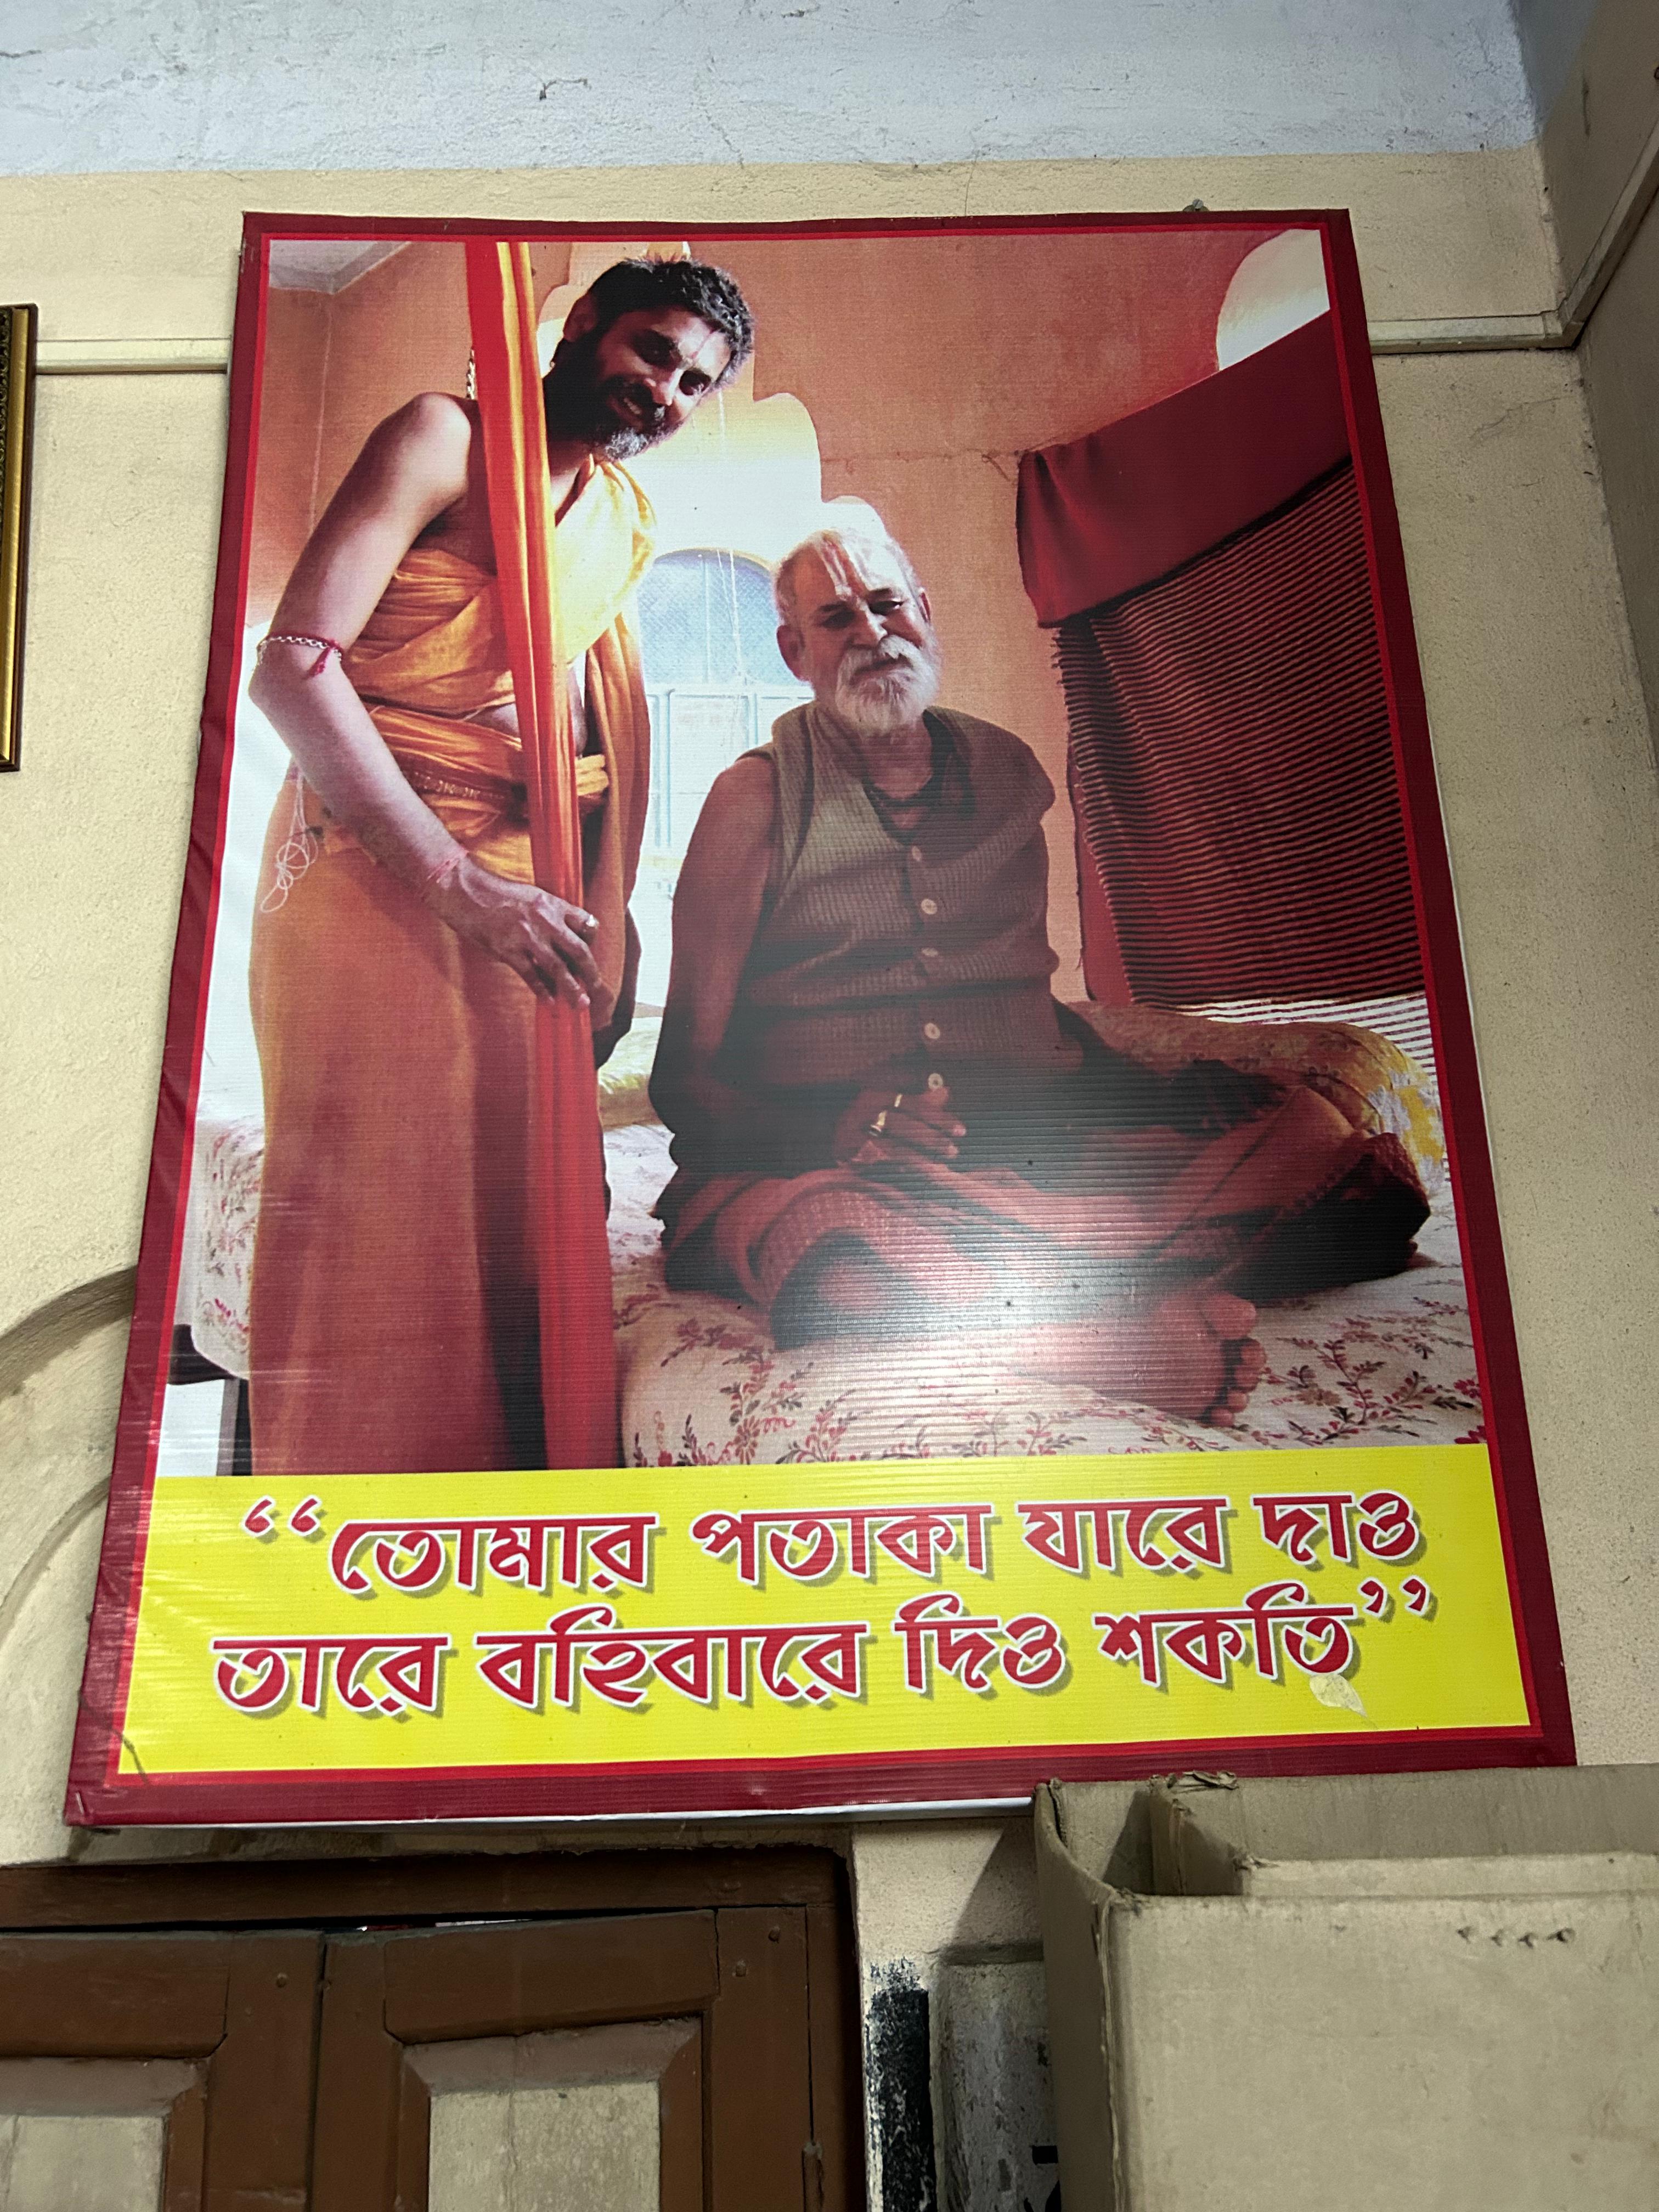 “তোমার পতাকা যারে দাও
তারে বহিবারে দিও শকতি”